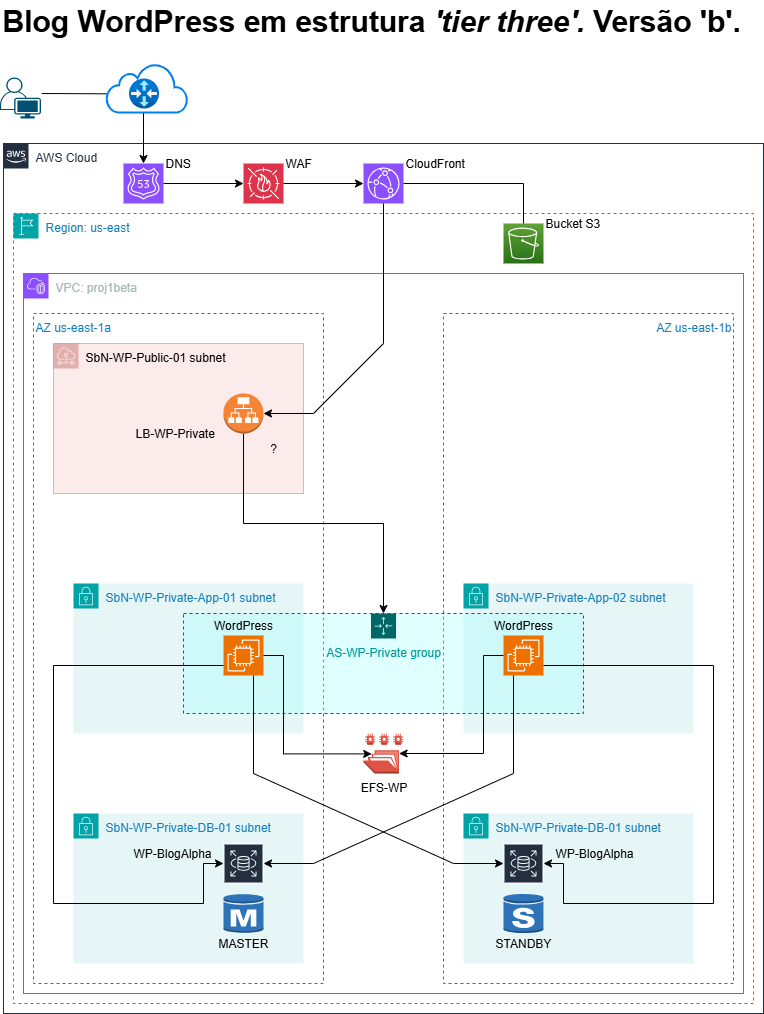 Blog WordPress em estrutura 'tier three'. Versão 'b'.
aws
AWS Cloud
DNS
WAF
CloudFront
53
Region: us-east
Bucket S3
VPC: proj1beta
AZ us-east-1a
AZ us-east-1b
SbN-WP-Public-01 subnet
LB-WP-Private
?
SbN-WP-Private-App-01 subnet
SbN-WP-Private-App-02 subnet
WordPress
WordPress
AS-WP-Private group
EFS-WP
SbN-WP-Private-DB-01 subnet
SbN-WP-Private-DB-01 subnet
WP-BlogAlpha
WP-BlogAlpha
M
S
MASTER
STANDBY